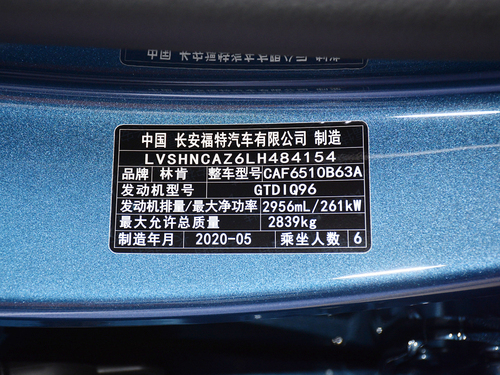 中国 长安福特汽车有限公司 制造
LVSHNCAZ6LH484154
品牌 林肯 整车型号 CAF6510B63A
发动机型号 GTDIQ96
发动机排量/最大净功率 2956mL/261kW
最大允许总质量 2839kg
制造年月 2020-05 乘坐人数 6